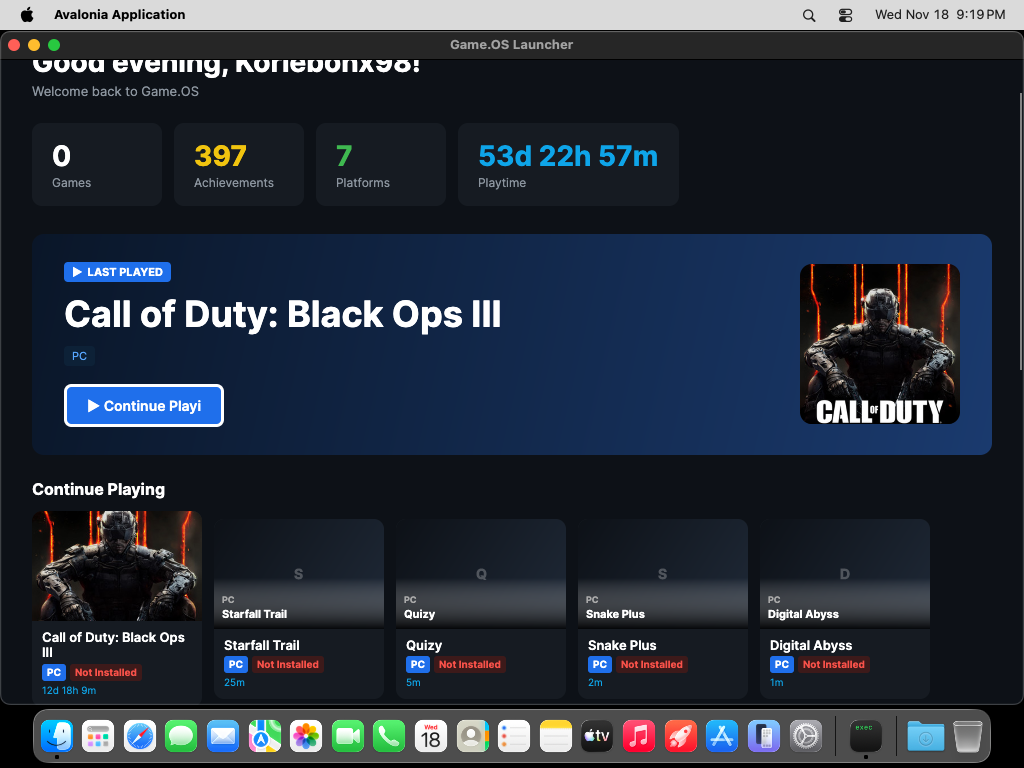 Avalonia Application
Wed Nov 18 9:19 PM
Game.OS Launcher
Good evening, Koriebonx98!
Welcome back to Game.OS
0
Games
397
Achievements
7
Platforms
53d 22h 57m
Playtime
▶ LAST PLAYED
Call of Duty: Black Ops III
PC
▶ Continue Playi
CALL OF DUTY
Continue Playing
Call of Duty: Black Ops
III
PC Not Installed
12d 18h 9m
S
PC
Starfall Trail
Starfall Trail
PC Not Installed
25m
Q
PC
Quizy
Quizy
PC Not Installed
5m
S
PC
Snake Plus
Snake Plus
PC Not Installed
2m
D
PC
Digital Abyss
Digital Abyss
PC Not Installed
1m
Wed
18
tv
exec